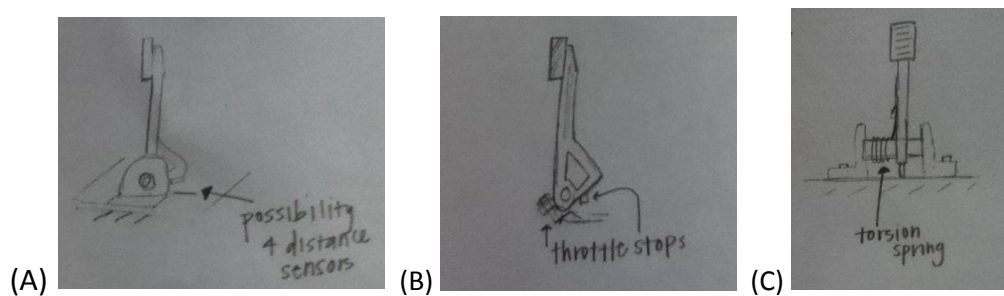 (A)
possibility
4 distance
sensors
(B)
throttle stops
(C)
torsion
spring